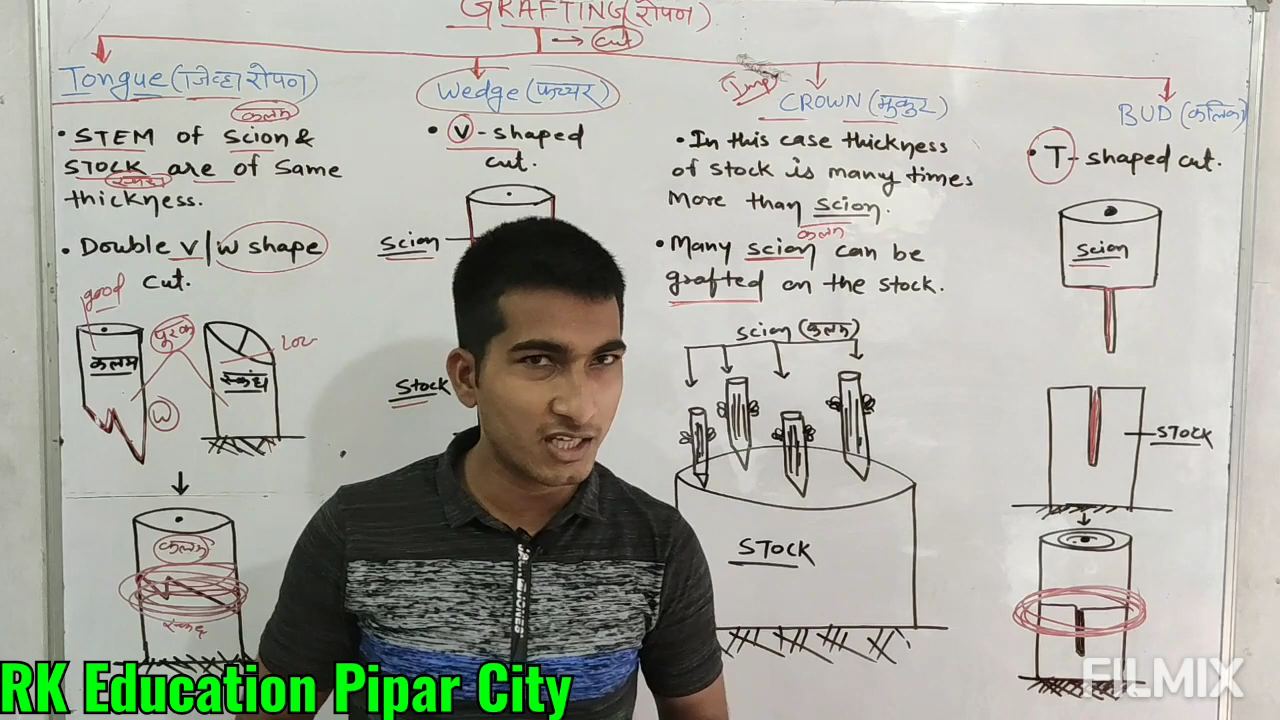 GRAFTING (रोपण)
→ cut
Tongue (जिव्हा रोपण)
कलम
• STEM of Scion &
STOCK are of Same
स्कन्ध
thickness.
• Double V/W shape
cut.
good
पूरक
कलम
स्कंध
W
कलम
स्कंध
Wedge (फच्चर)
• V-shaped
cut.
Scion
Stock
Imp
CROWN (मुकुट)
• In this case thickness
of stock is many times
More than scion.
कलम
• Many scion can be
grafted on the stock.
scion (कलम)
STOCK
BUD (कलिका)
• T-shaped cut.
Scion
STOCK
RK Education Pipar City
FILMIX